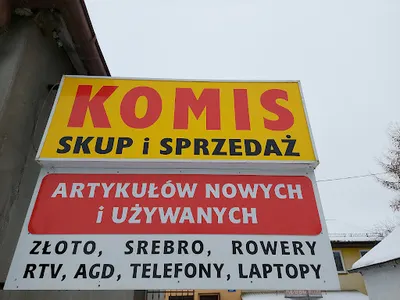 KOMIS
SKUP i SPRZEDAŻ
ARTYKUŁÓW NOWYCH
i UŻYWANYCH
ZŁOTO, SREBRO, ROWERY
RTV, AGD, TELEFONY, LAPTOPY